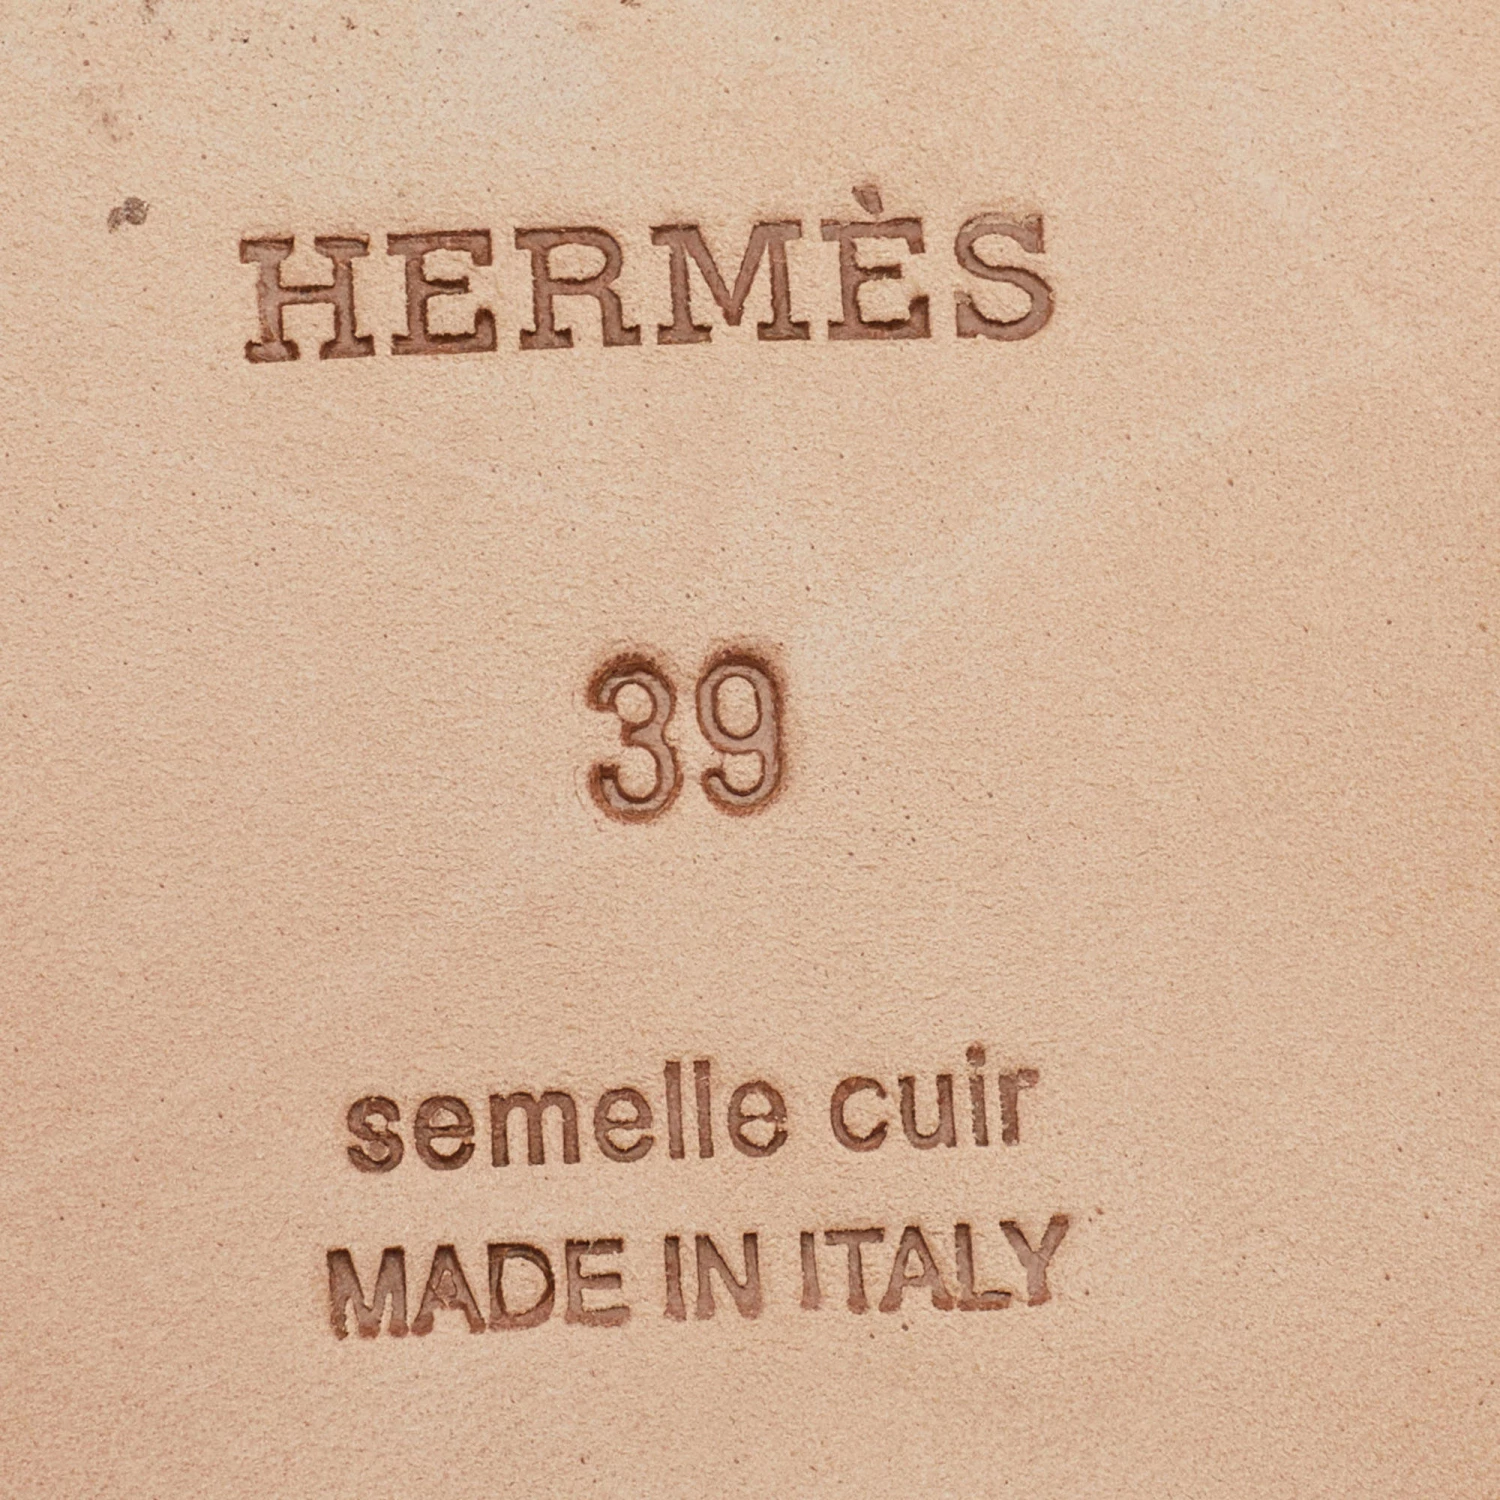 HERMÈS
39
semelle cuir
MADE IN ITALY